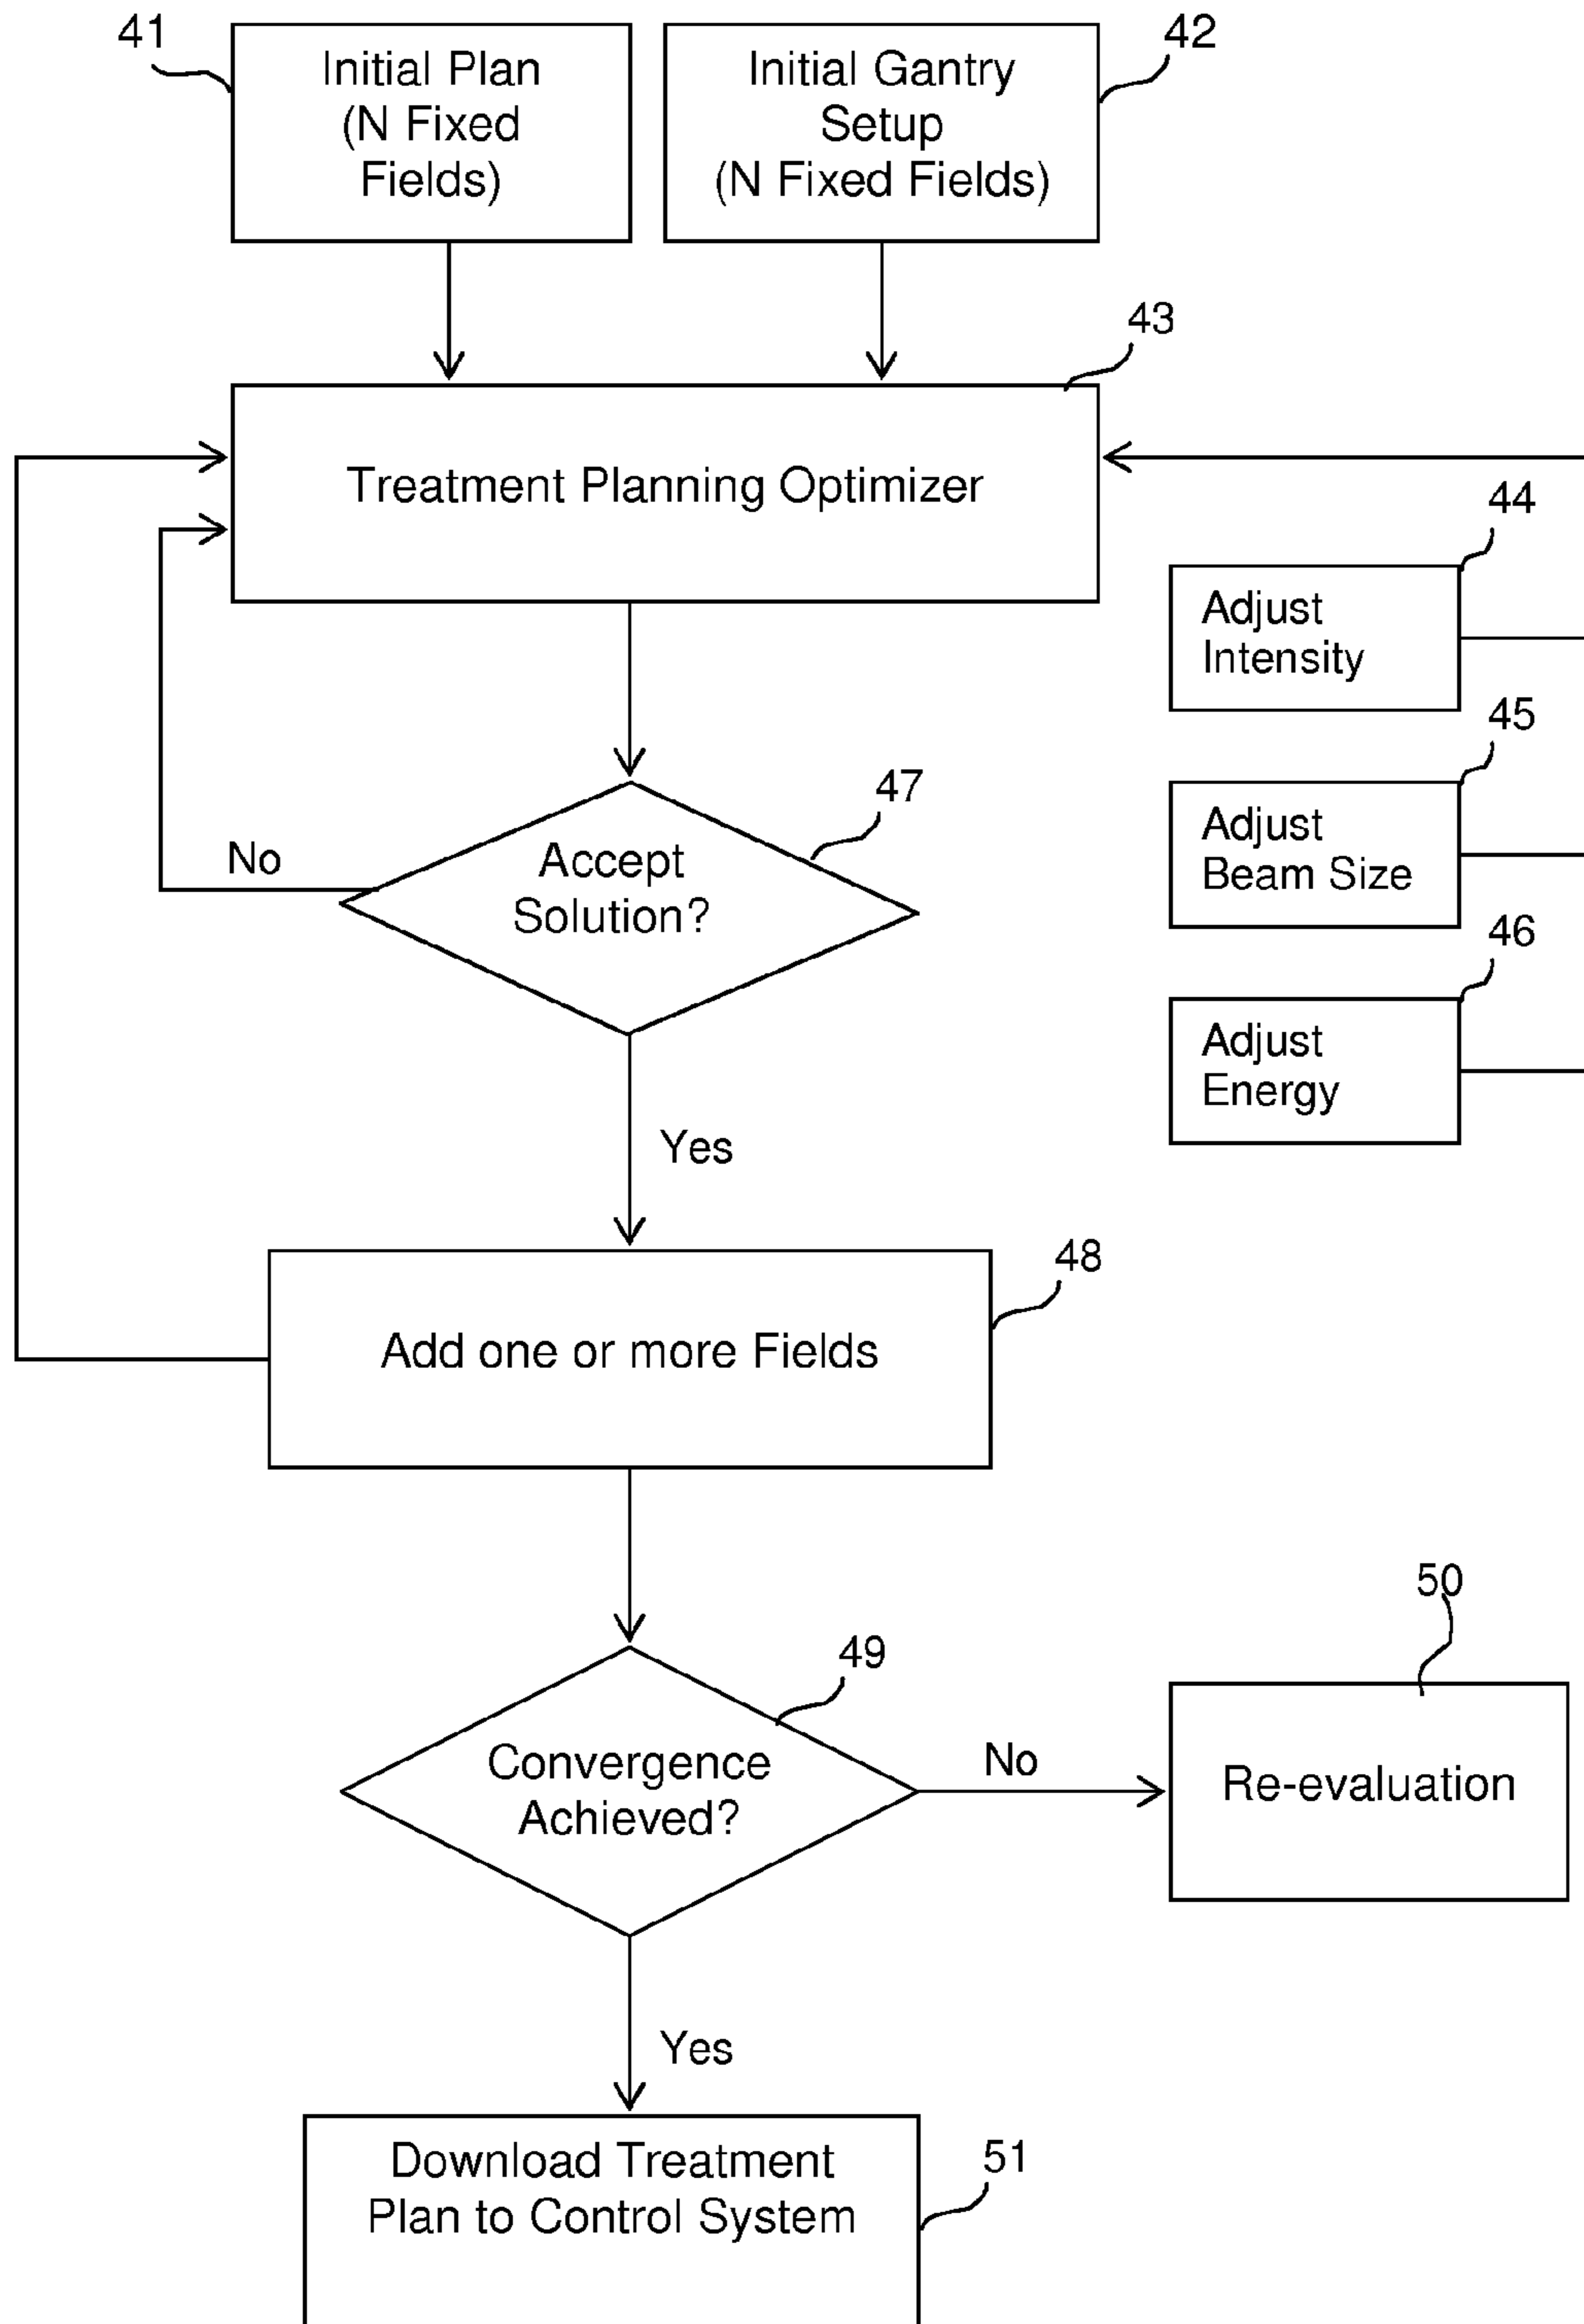 41
Initial Plan
(N Fixed
Fields)
42
Initial Gantry
Setup
(N Fixed Fields)
43
Treatment Planning Optimizer
44
Adjust
Intensity
45
Adjust
Beam Size
46
Adjust
Energy
47
Accept
Solution?
No
Yes
48
Add one or more Fields
49
Convergence
Achieved?
No
50
Re-evaluation
Yes
51
Download Treatment
Plan to Control System